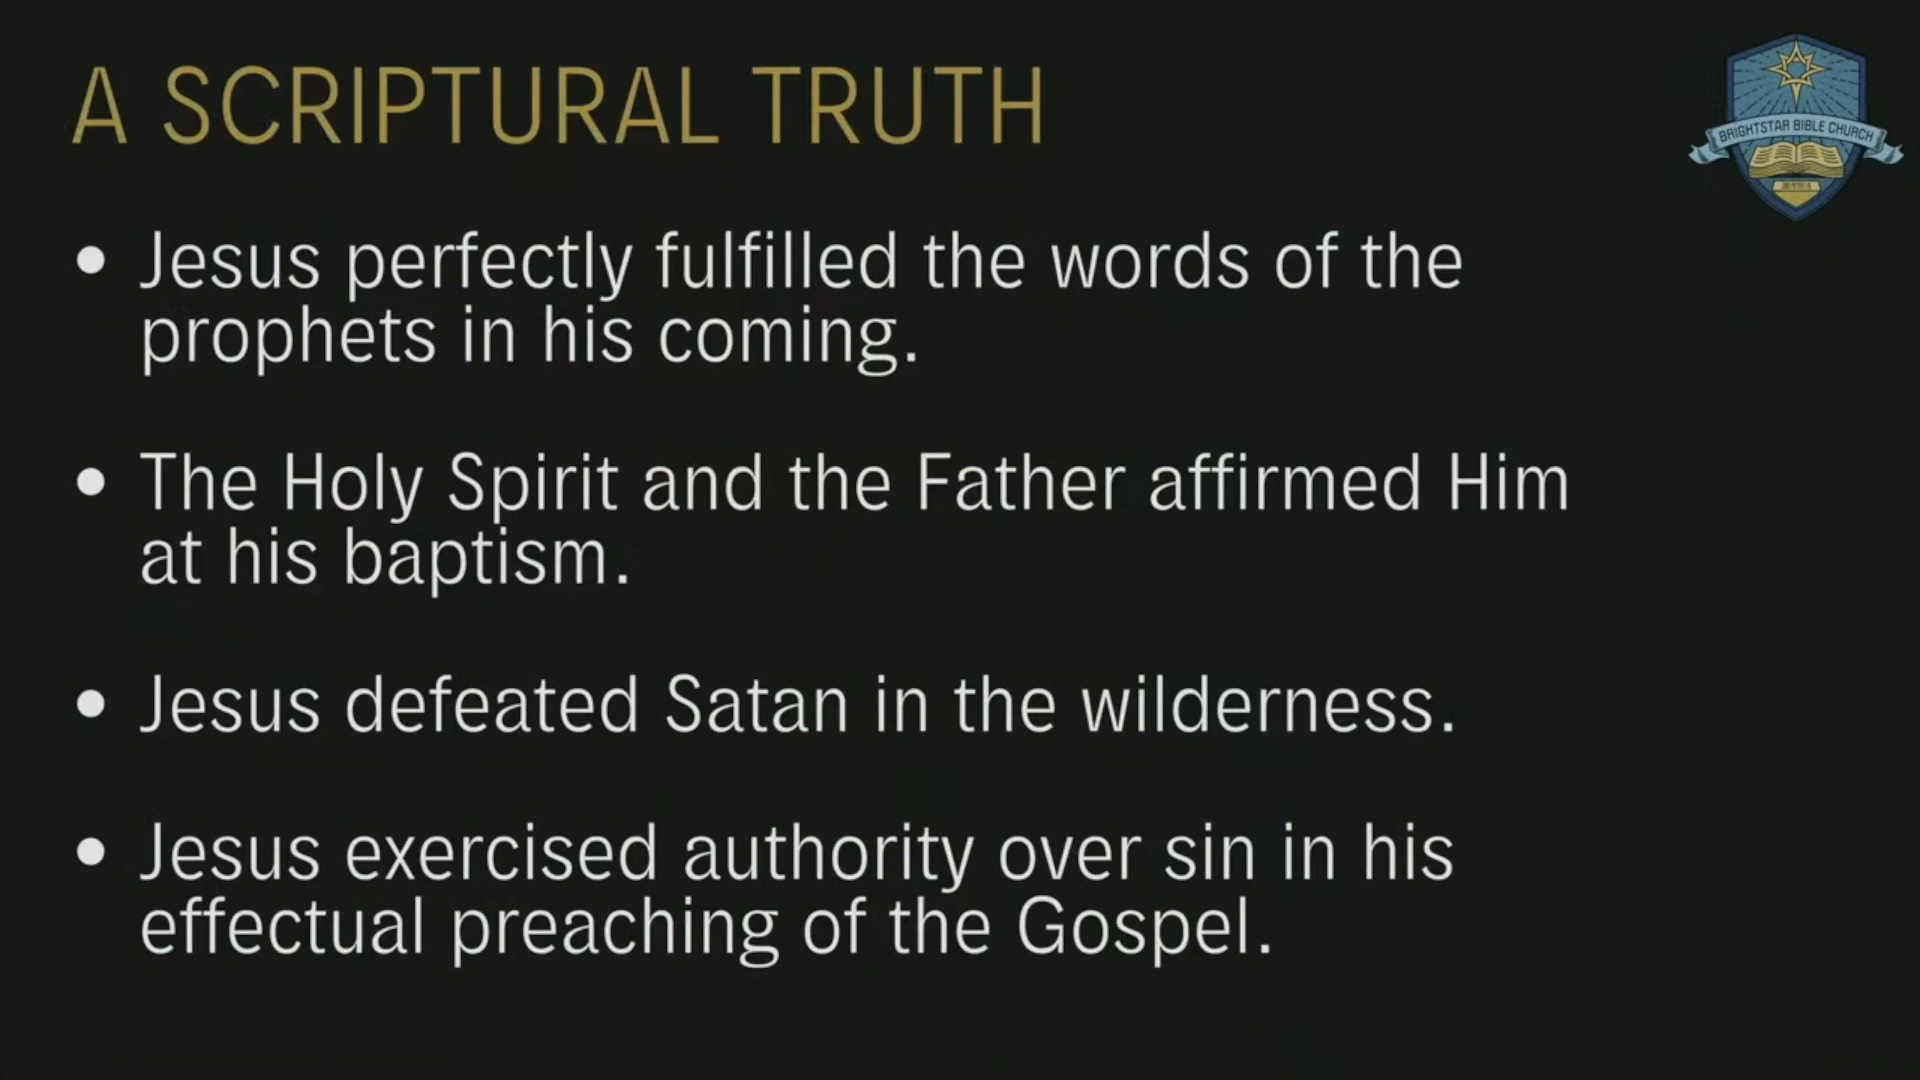 A SCRIPTURAL TRUTH
BRIGHTSTAR BIBLE CHURCH
• Jesus perfectly fulfilled the words of the
prophets in his coming.
• The Holy Spirit and the Father affirmed Him
at his baptism.
• Jesus defeated Satan in the wilderness.
• Jesus exercised authority over sin in his
effectual preaching of the Gospel.